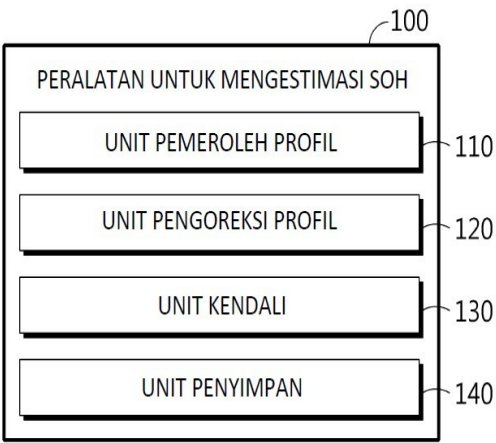 100
PERALATAN UNTUK MENGESTIMASI SOH
UNIT PEMEROLEH PROFIL 110
UNIT PENGOREKSI PROFIL 120
UNIT KENDALI 130
UNIT PENYIMPAN 140